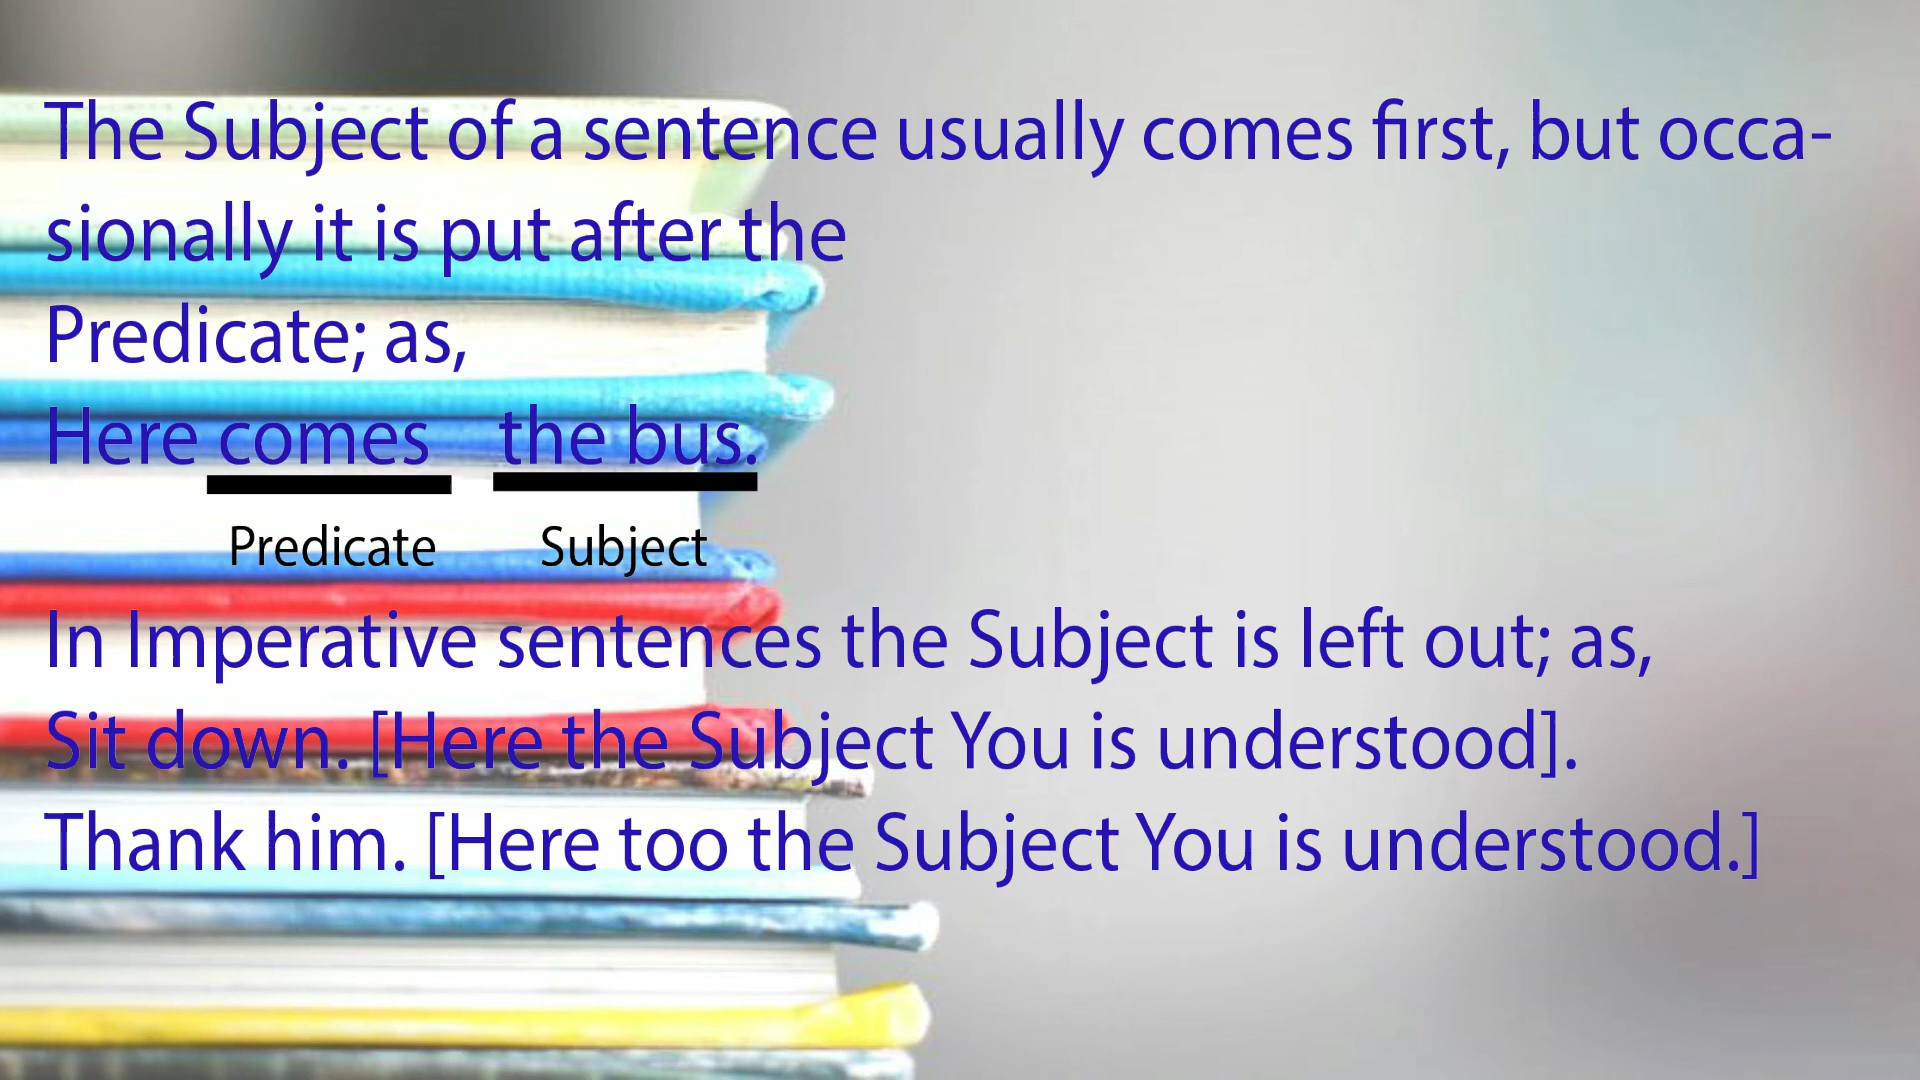 The Subject of a sentence usually comes first, but occa-
sionally it is put after the
Predicate; as,
Here comes the bus.
Predicate Subject
In Imperative sentences the Subject is left out; as,
Sit down. [Here the Subject You is understood].
Thank him. [Here too the Subject You is understood.]